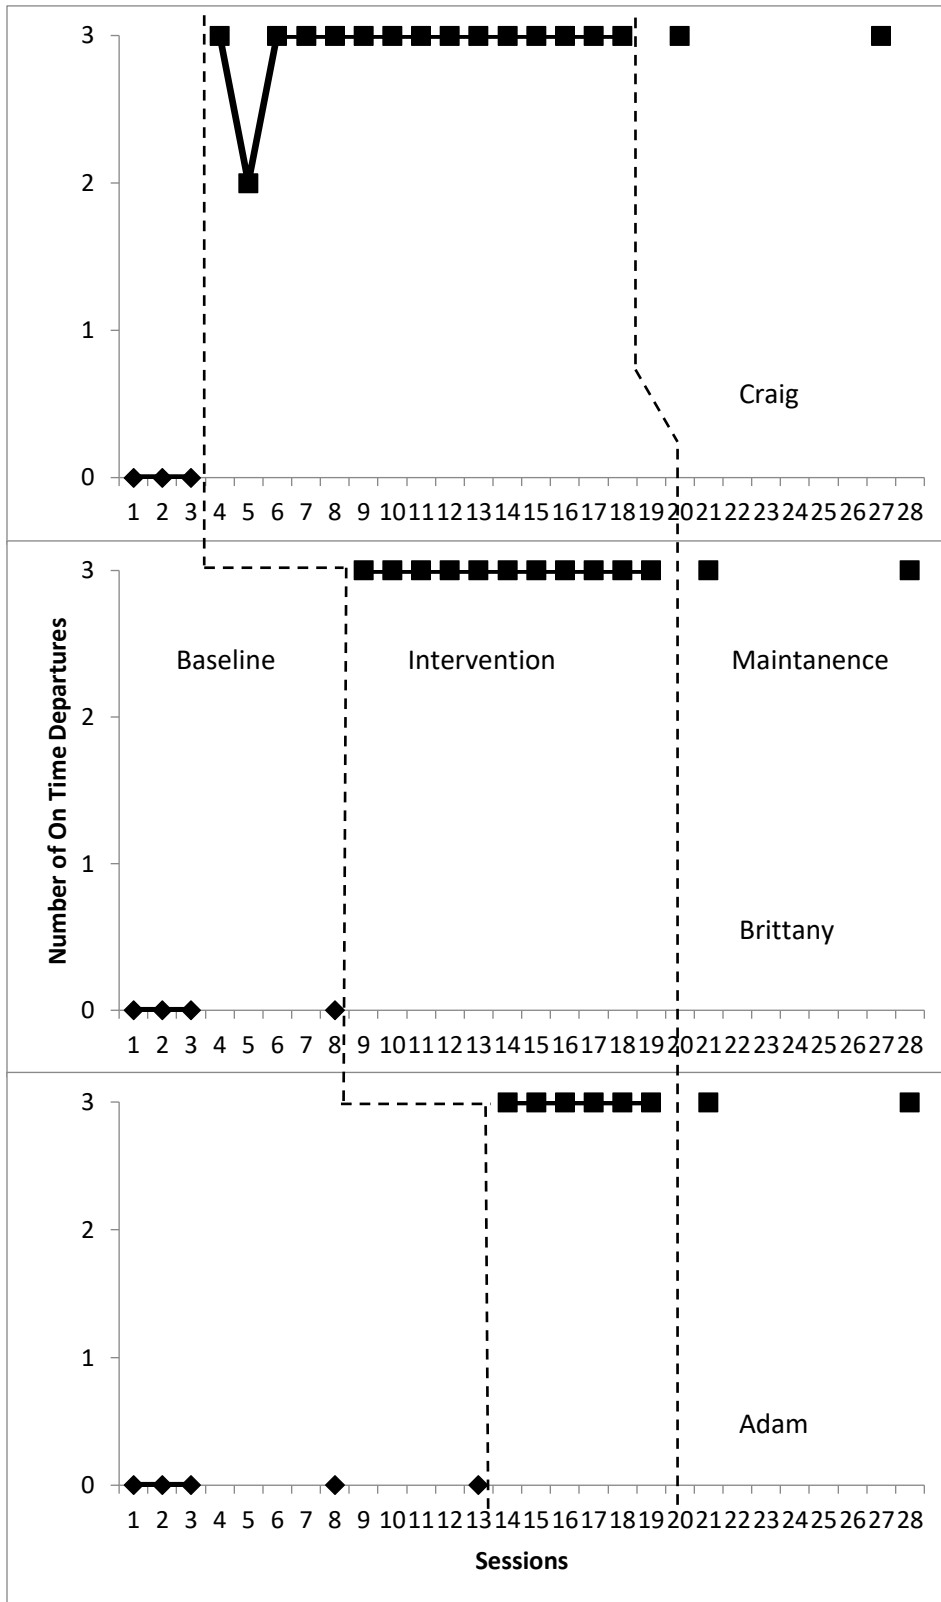 3
2
1
Craig
0
1 2 3 4 5 6 7 8 9 10 11 12 13 14 15 16 17 18 19 20 21 22 23 24 25 26 27 28
3
Baseline Intervention Maintanence
2
Number of On Time Departures
1
Brittany
0
1 2 3 4 5 6 7 8 9 10 11 12 13 14 15 16 17 18 19 20 21 22 23 24 25 26 27 28
3
2
1
Adam
0
1 2 3 4 5 6 7 8 9 10 11 12 13 14 15 16 17 18 19 20 21 22 23 24 25 26 27 28
Sessions